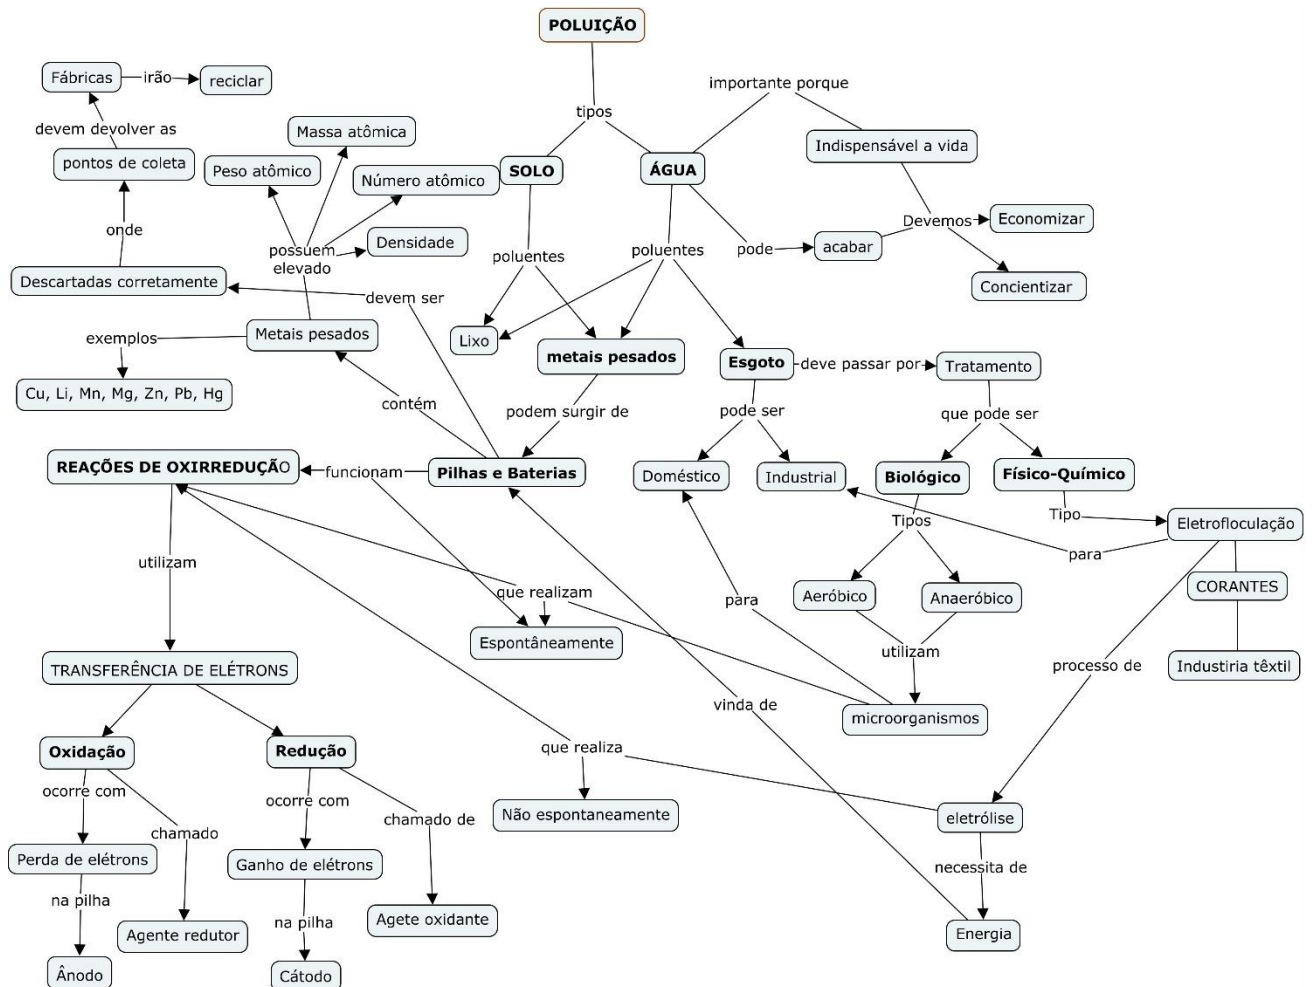 POLUIÇÃO
Fábricas
irão
reciclar
importante porque
devem devolver as
tipos
Massa atômica
Indispensável a vida
pontos de coleta
Peso atômico
Número atômico
SOLO
ÁGUA
onde
possuem
elevado
Densidade
poluentes
poluentes
pode
acabar
Devemos
Economizar
Descartadas corretamente
devem ser
Concientizar
exemplos
Metais pesados
Lixo
metais pesados
Esgoto
deve passar por
Tratamento
Cu, Li, Mn, Mg, Zn, Pb, Hg
contém
podem surgir de
pode ser
que pode ser
REAÇÕES DE OXIRREDUÇÃO
funcionam
Pilhas e Baterias
Doméstico
Industrial
Biológico
Físico-Químico
Tipos
Tipo
Eletrofloculação
utilizam
para
que realizam
para
Aeróbico
Anaeróbico
CORANTES
Espontâneamente
utilizam
TRANSFERÊNCIA DE ELÉTRONS
processo de
Industiria têxtil
vinda de
microorganismos
Oxidação
Redução
que realiza
ocorre com
ocorre com
Não espontaneamente
eletrólise
chamado
chamado de
Perda de elétrons
Ganho de elétrons
necessita de
na pilha
na pilha
Agente redutor
Agete oxidante
Energia
Ânodo
Cátodo